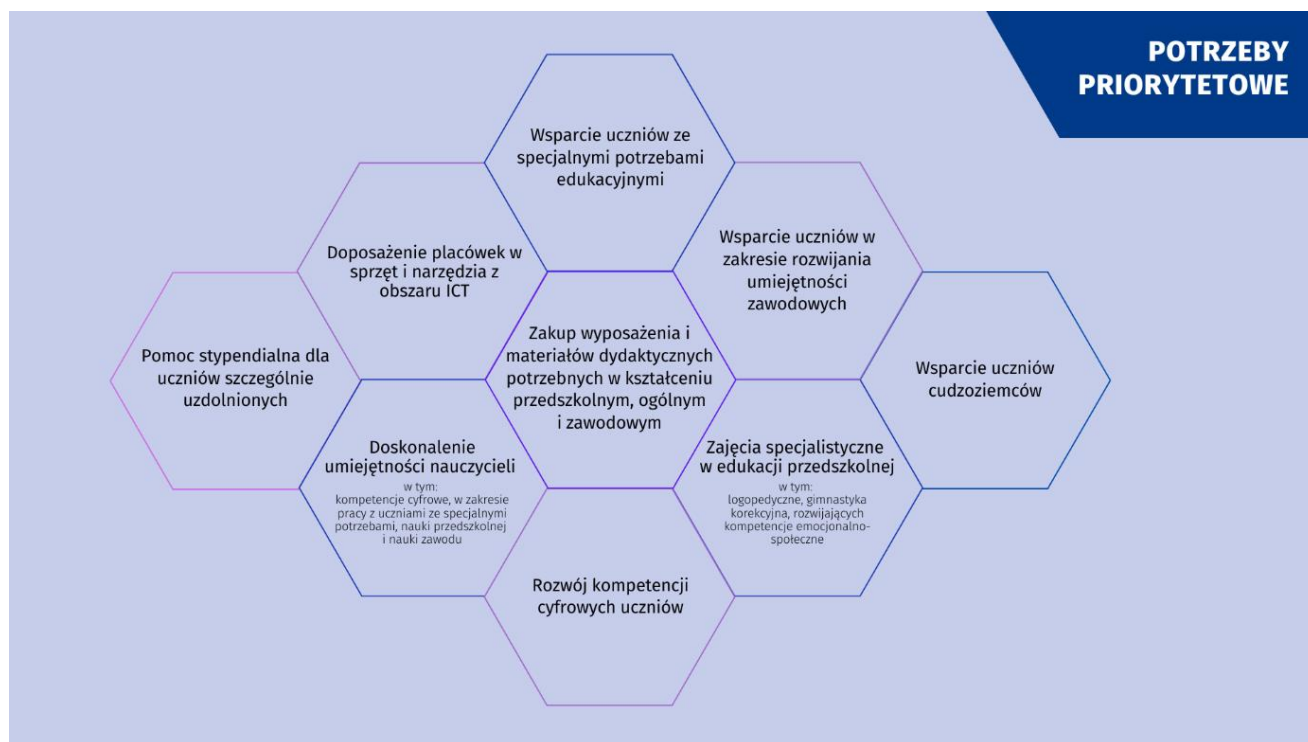 POTRZEBY
PRIORYTETOWE
Wsparcie uczniów ze
specjalnymi potrzebami
edukacyjnymi
Doposażenie placówek w
sprzęt i narzędzia z
obszaru ICT
Wsparcie uczniów w
zakresie rozwijania
umiejętności
zawodowych
Pomoc stypendialna dla
uczniów szczególnie
uzdolnionych
Zakup wyposażenia i
materiałów dydaktycznych
potrzebnych w kształceniu
przedszkolnym, ogólnym
i zawodowym
Wsparcie uczniów
cudzoziemców
Doskonalenie
umiejętności nauczycieli
w tym:
kompetencje cyfrowe, w zakresie
pracy z uczniami ze specjalnymi
potrzebami, nauki przedszkolnej
i nauki zawodu
Zajęcia specjalistyczne
w edukacji przedszkolnej
w tym:
logopedyczne, gimnastyka
korekcyjna, rozwijających
kompetencje emocjonalno-
społeczne
Rozwój kompetencji
cyfrowych uczniów